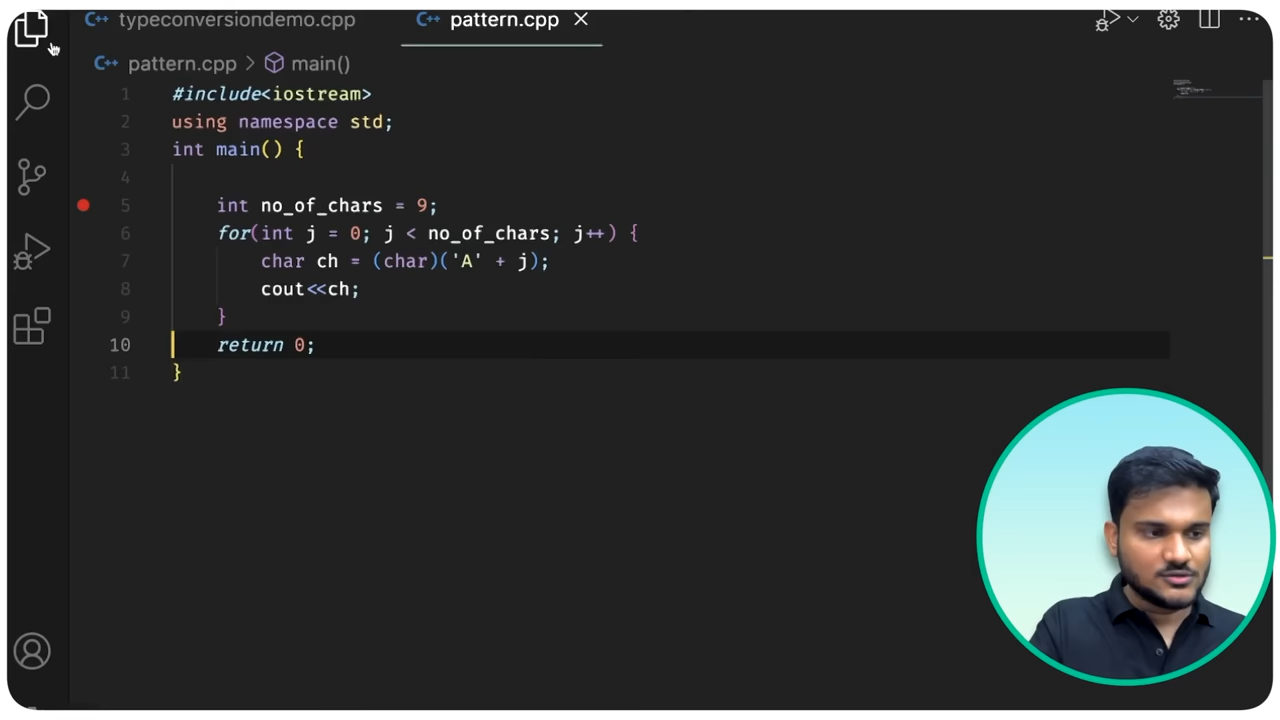 C++ typeconversiondemo.cpp
C++ pattern.cpp ×
C++ pattern.cpp > main()
1 #include<iostream>
2 using namespace std;
3 int main() {
4
5 int no_of_chars = 9;
6 for(int j = 0; j < no_of_chars; j++) {
7 char ch = (char)('A' + j);
8 cout<<ch;
9 }
10 return 0;
11 }